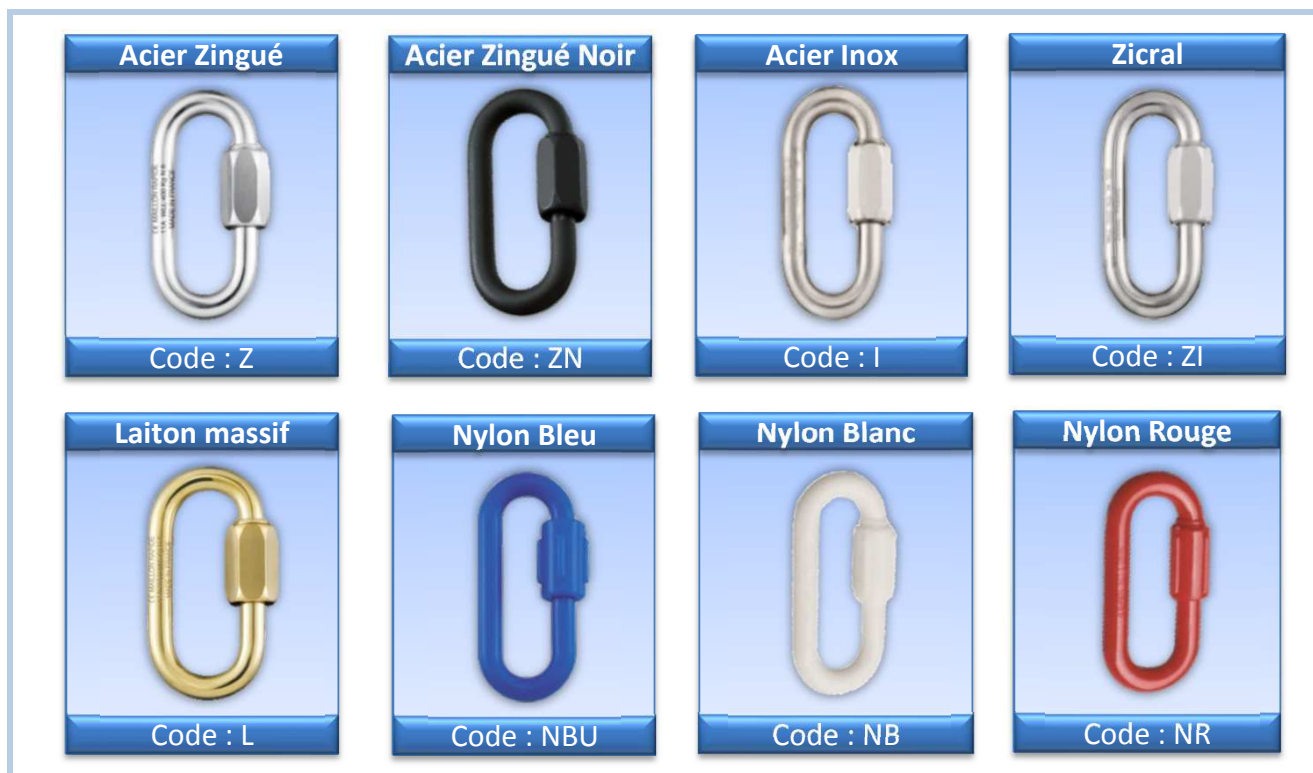 Acier Zingué
Acier Zingué Noir
Acier Inox
Zicral
Code : Z
Code : ZN
Code : I
Code : ZI
Laiton massif
Nylon Bleu
Nylon Blanc
Nylon Rouge
Code : L
Code : NBU
Code : NB
Code : NR